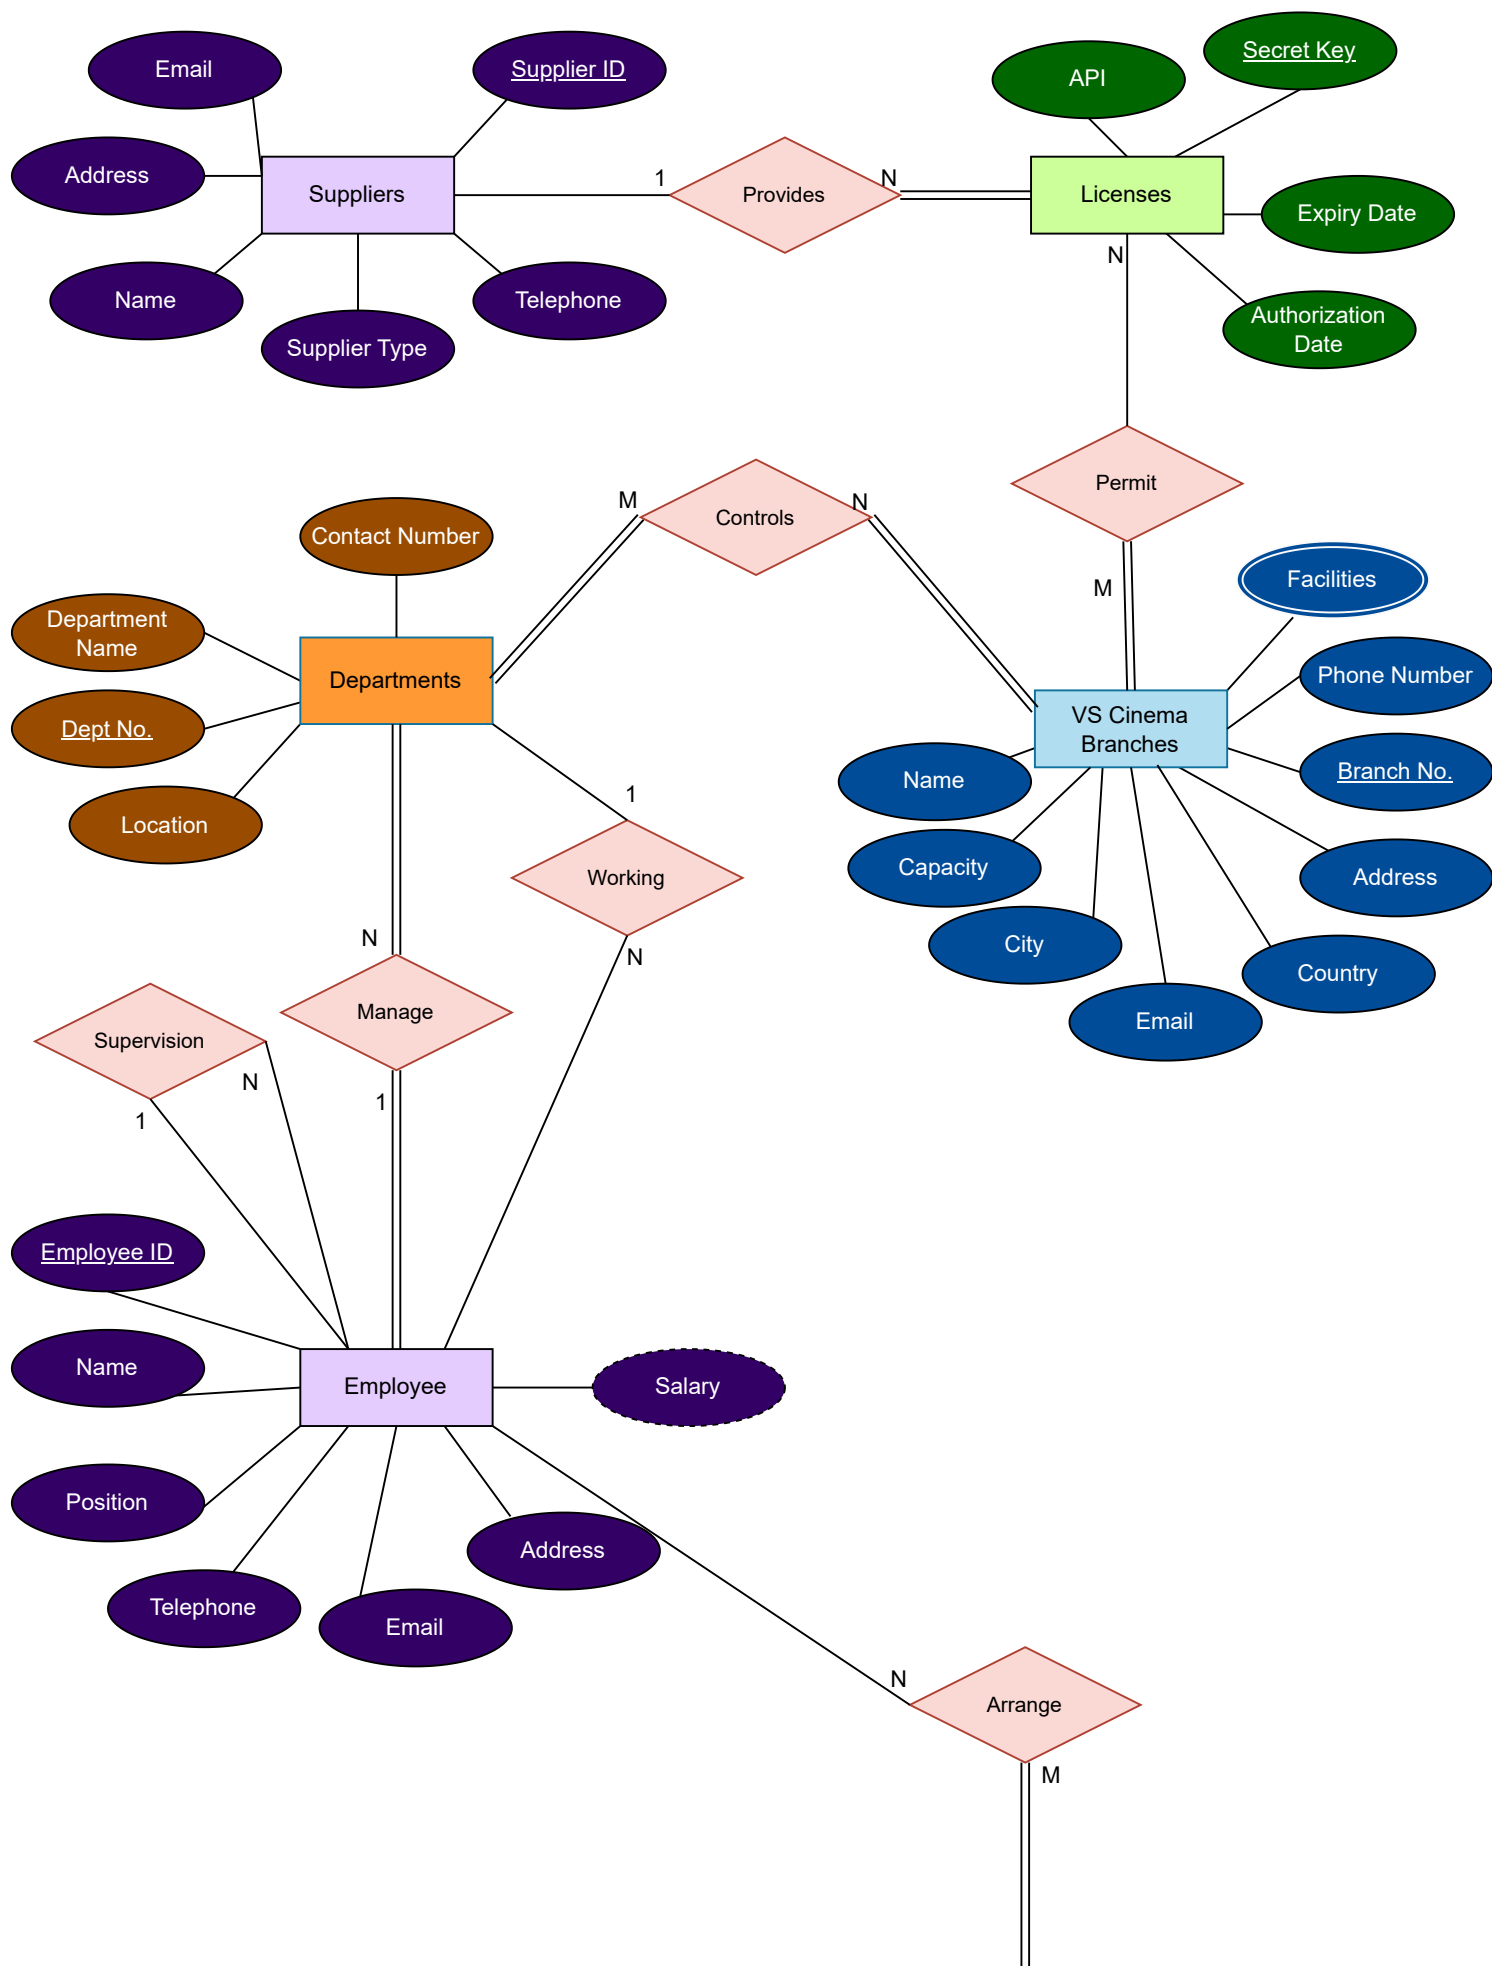 Email
Supplier ID
API
Secret Key
Address
Suppliers
1
Provides
N
Licenses
Expiry Date
Name
Supplier Type
Telephone
N
Authorization
Date
Permit
M
Controls
N
Contact Number
M
Facilities
Department
Name
Departments
Dept No.
Location
Phone Number
VS Cinema
Branches
Branch No.
Name
1
Working
N
Capacity
Address
City
Country
Email
N
Manage
1
Supervision
N
1
Employee ID
Name
Employee
Salary
Position
Address
Telephone
Email
N
Arrange
M